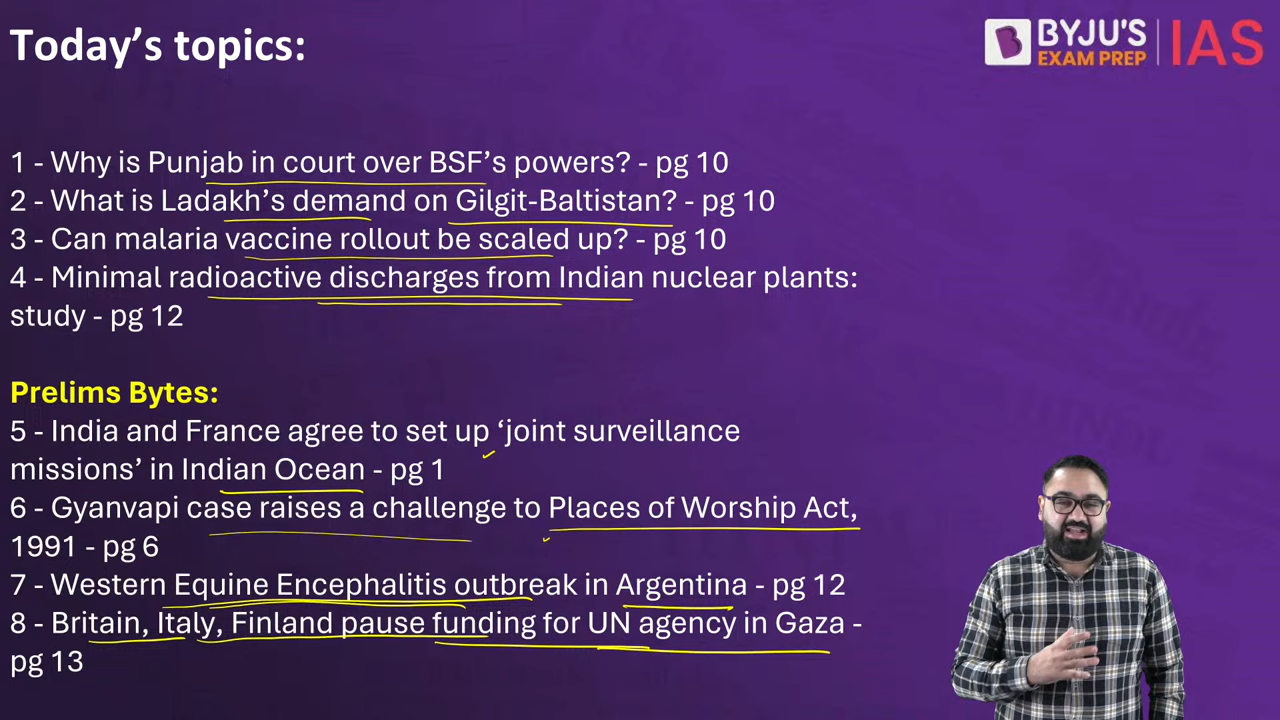 Today’s topics:
BYJU'S
EXAM PREP
IAS
1 - Why is Punjab in court over BSF’s powers? - pg 10
2 - What is Ladakh’s demand on Gilgit-Baltistan? - pg 10
3 - Can malaria vaccine rollout be scaled up? - pg 10
4 - Minimal radioactive discharges from Indian nuclear plants:
study - pg 12
Prelims Bytes:
5 - India and France agree to set up ‘joint surveillance
missions’ in Indian Ocean - pg 1
6 - Gyanvapi case raises a challenge to Places of Worship Act,
1991 - pg 6
7 - Western Equine Encephalitis outbreak in Argentina - pg 12
8 - Britain, Italy, Finland pause funding for UN agency in Gaza -
pg 13